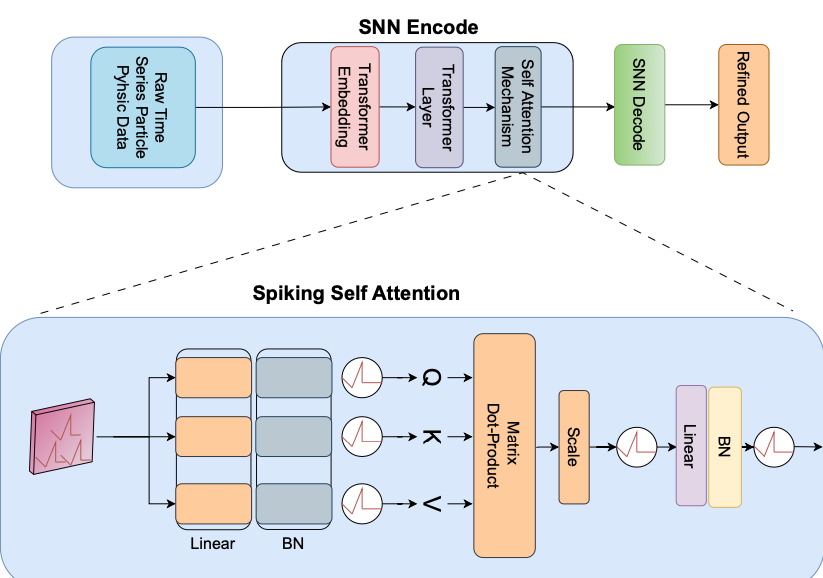 SNN Encode
Raw Time
Series Particle
Pyhsic Data
Transformer
Embedding
Transformer
Layer
Self Attention
Mechanism
SNN Decode
Refined Output
Spiking Self Attention
Q
K
V
Matrix
Dot-Product
Scale
Linear
BN
Linear
BN